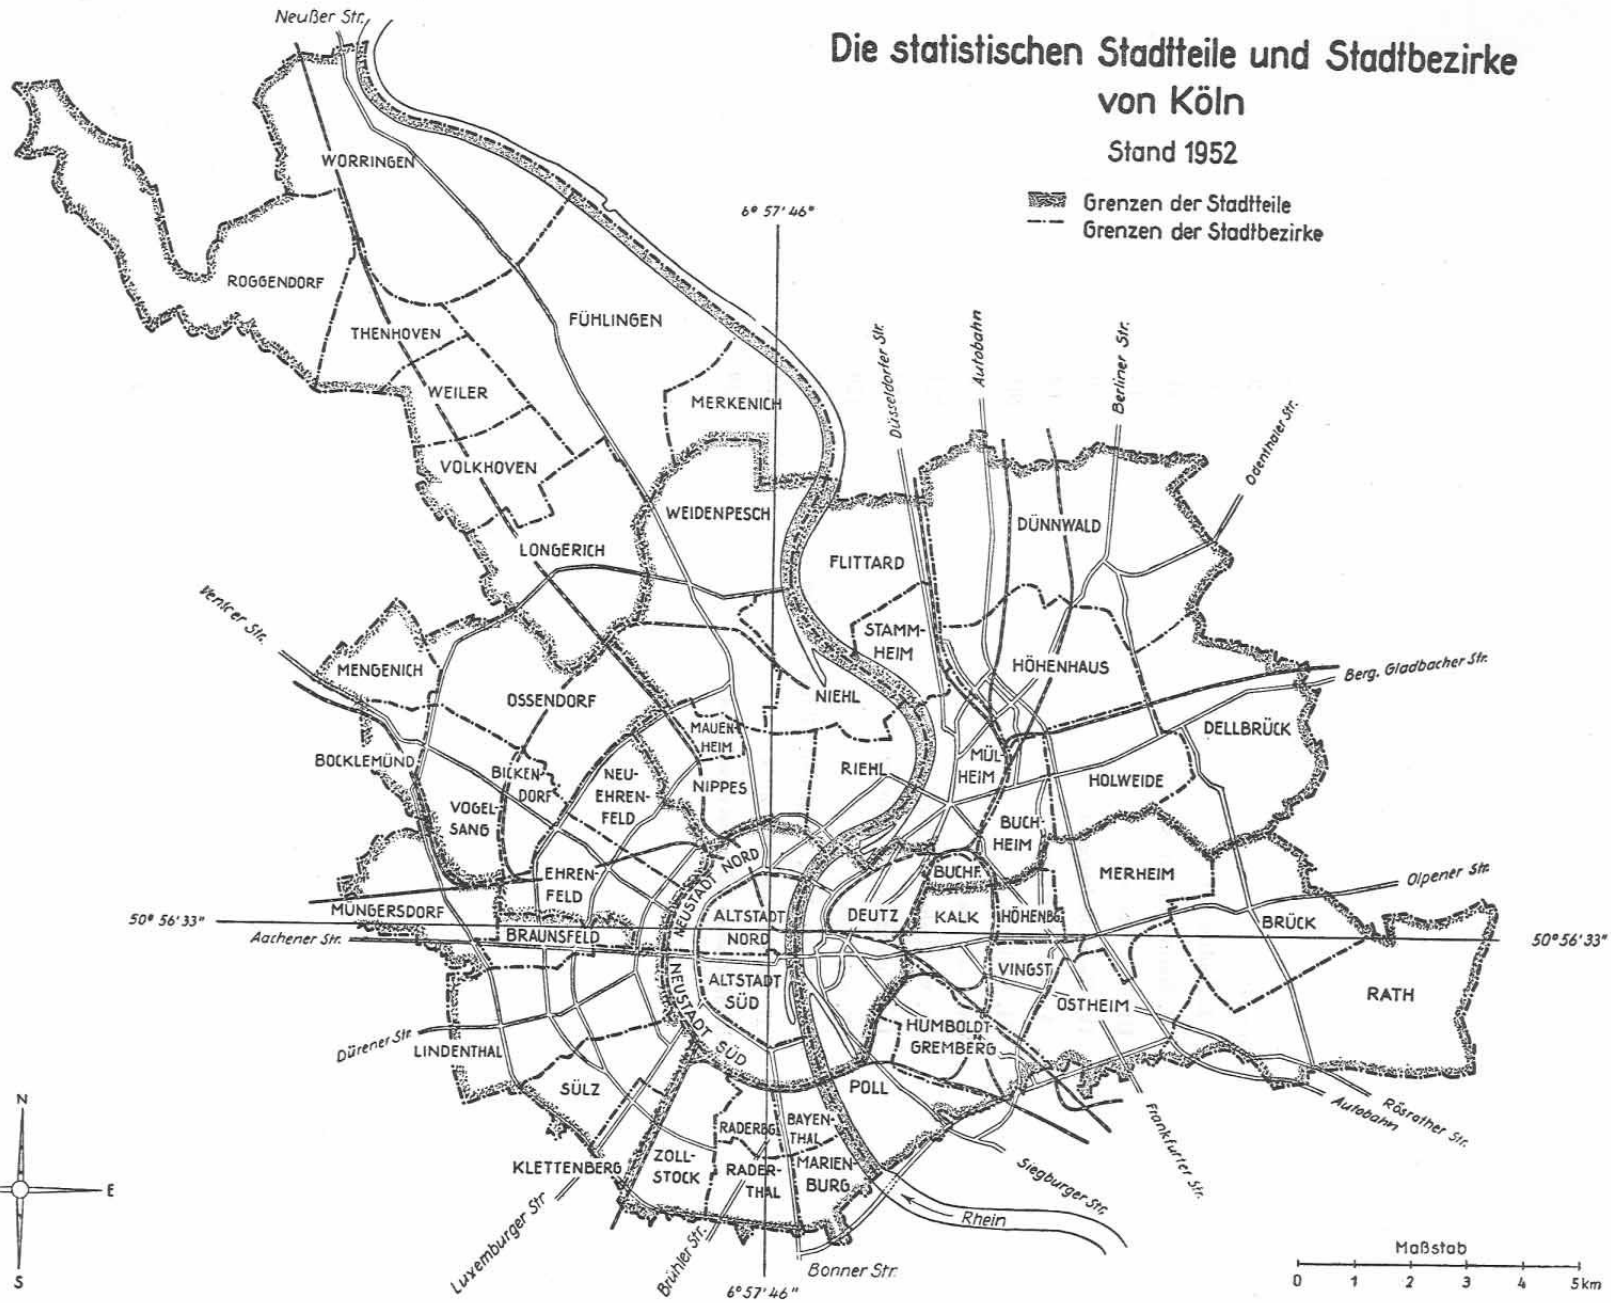 Neußer Str.
Die statistischen Stadtteile und Stadtbezirke
von Köln
Stand 1952
Grenzen der Stadtteile
Grenzen der Stadtbezirke
WORRINGEN
6° 57' 46"
ROGGENDORF
THENHOVEN
FÜHLINGEN
WEILER
MERKENICH
Düsseldorfer Str.
Autobahn
Berliner Str.
Odenthaler Str.
VOLKHOVEN
WEIDENPESCH
DÜNNWALD
LONGERICH
FLITTARD
Venloer Str.
STAMM-
HEIM
MENGENICH
HÖHENHAUS
Berg. Gladbacher Str.
OSSENDORF
NIEHL
MAUEN-
HEIM
DELLBRÜCK
BOCKLEMÜND
BICKEN-
DORF
NEU-
EHREN-
FELD
NIPPES
RIEHL
MÜL-
HEIM
HOLWEIDE
VOGEL-
SANG
BUCH-
HEIM
NEUSTADT NORD
EHREN-
FELD
BUCHF.
MERHEIM
Olpener Str.
MÜNGERSDORF
ALTSTADT
NORD
DEUTZ
KALK
HÖHENBG.
BRÜCK
50° 56' 33"
Aachener Str.
BRAUNSFELD
50° 56' 33"
ALTSTADT
SÜD
NEUSTADT SÜD
VINGST
OSTHEIM
RATH
Dürener Str.
LINDENTHAL
HUMBOLDT-
GREMBERG
SÜLZ
POLL
RADERBG.
BAYEN-
THAL
KLETTENBERG
ZOLL-
STOCK
RADER-
THAL
MARIEN-
BURG
Frankfurter Str.
Autobahn
Rösrather Str.
Siegburger Str.
Rhein
Luxemburger Str.
Brühler Str.
Bonner Str.
6° 57' 46"
N
E
S
Maßstab
0 1 2 3 4 5 km